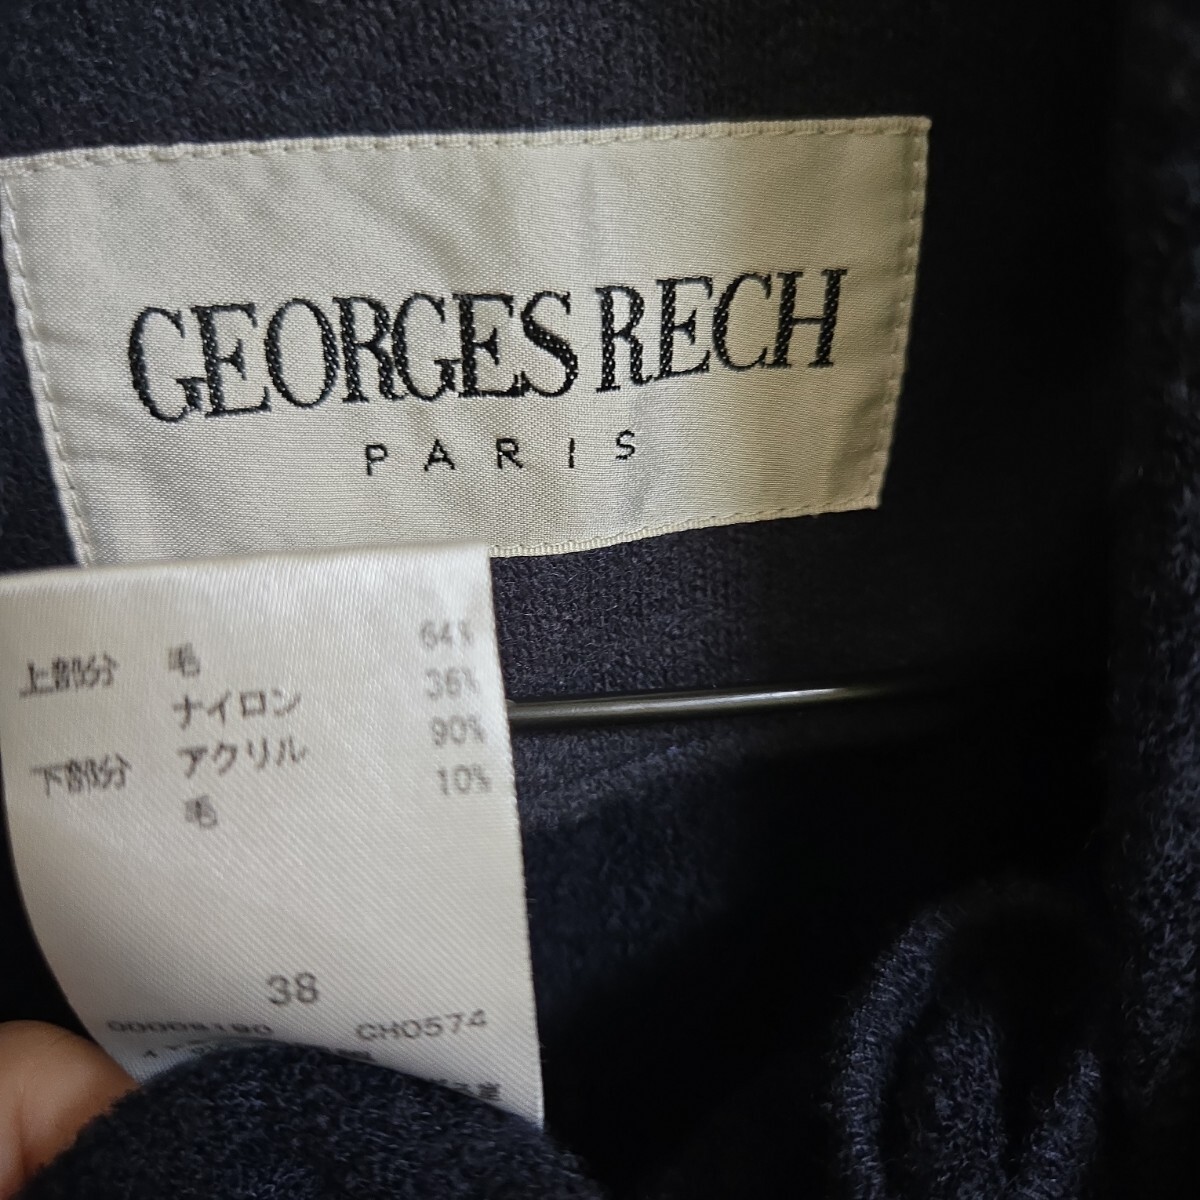 GEORGES RECH
PARIS
上部分 毛 64%
ナイロン 36%
下部分 アクリル 90%
毛 10%
38
CH0574